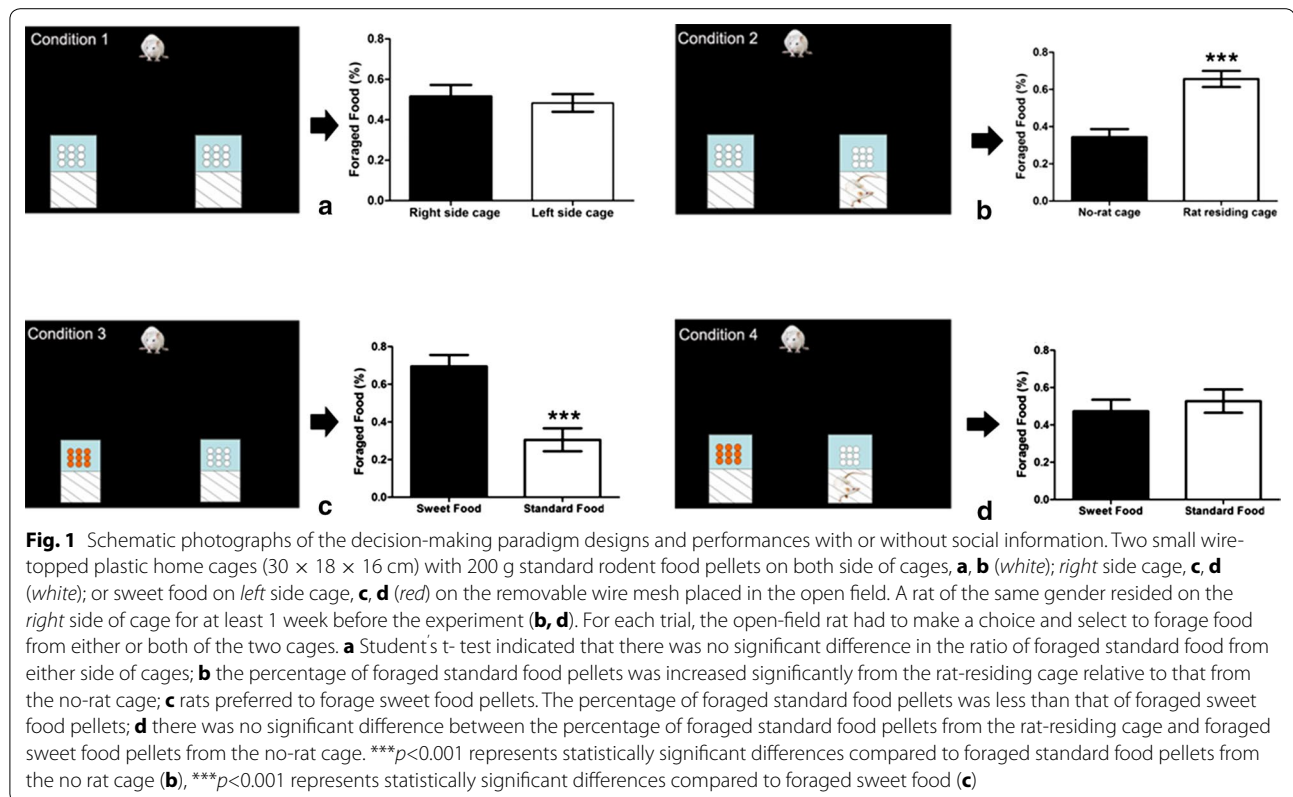 Condition 1
Foraged Food (%)
0.8
0.6
0.4
0.2
0.0
Right side cage
Left side cage
a
Condition 2
Foraged Food (%)
0.8
0.6
0.4
0.2
0.0
***
No-rat cage
Rat residing cage
b
Condition 3
Foraged Food (%)
0.8
0.6
0.4
0.2
0.0
***
Sweet Food
Standard Food
c
Condition 4
Foraged Food (%)
0.8
0.6
0.4
0.2
0.0
Sweet Food
Standard Food
d
Fig. 1 Schematic photographs of the decision-making paradigm designs and performances with or without social information. Two small wire-
topped plastic home cages (30 × 18 × 16 cm) with 200 g standard rodent food pellets on both side of cages, a, b (white); right side cage, c, d
(white); or sweet food on left side cage, c, d (red) on the removable wire mesh placed in the open field. A rat of the same gender resided on the
right side of cage for at least 1 week before the experiment (b, d). For each trial, the open-field rat had to make a choice and select to forage food
from either or both of the two cages. a Student's t- test indicated that there was no significant difference in the ratio of foraged standard food from
either side of cages; b the percentage of foraged standard food pellets was increased significantly from the rat-residing cage relative to that from
the no-rat cage; c rats preferred to forage sweet food pellets. The percentage of foraged standard food pellets was less than that of foraged sweet
food pellets; d there was no significant difference between the percentage of foraged standard food pellets from the rat-residing cage and foraged
sweet food pellets from the no-rat cage. ***p<0.001 represents statistically significant differences compared to foraged standard food pellets from
the no rat cage (b), ***p<0.001 represents statistically significant differences compared to foraged sweet food (c)